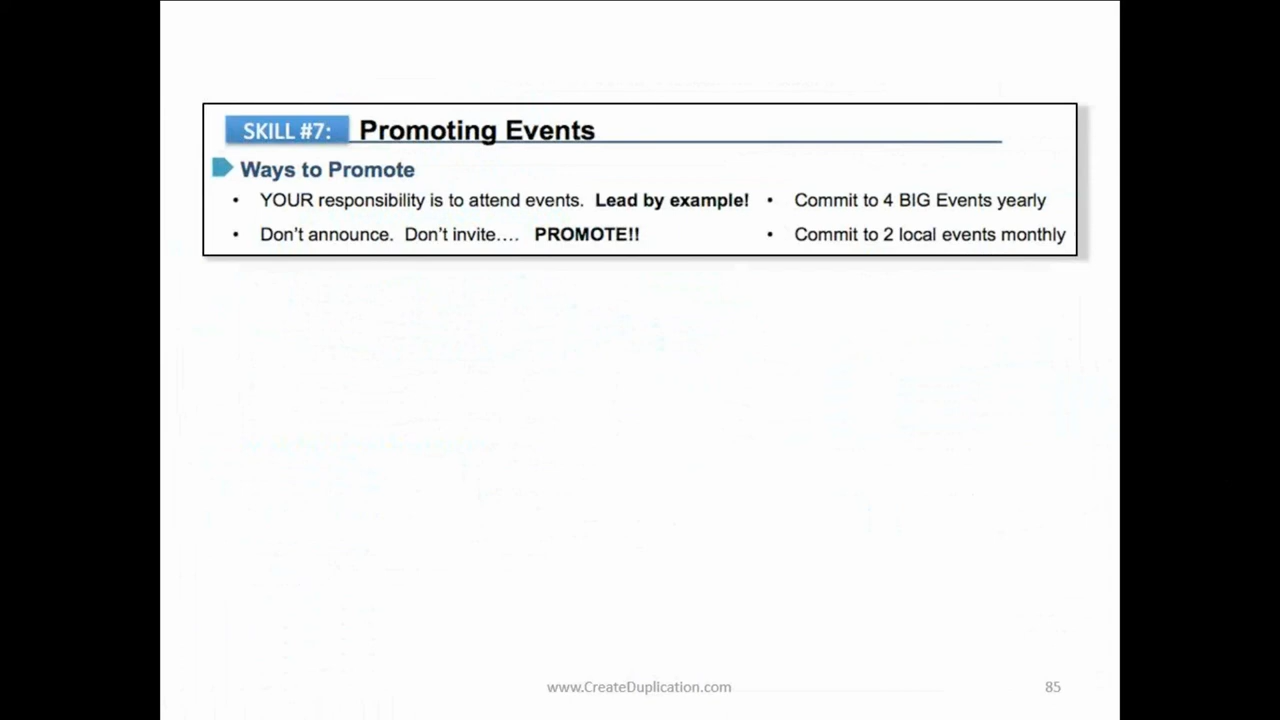 SKILL #7: Promoting Events
Ways to Promote
• YOUR responsibility is to attend events. Lead by example!
• Don't announce. Don't invite.... PROMOTE!!
• Commit to 4 BIG Events yearly
• Commit to 2 local events monthly
www.CreateDuplication.com
85